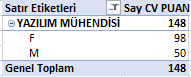 Satır Etiketleri Say CV PUAN
YAZILIM MÜHENDİSİ 148
F 98
M 50
Genel Toplam 148